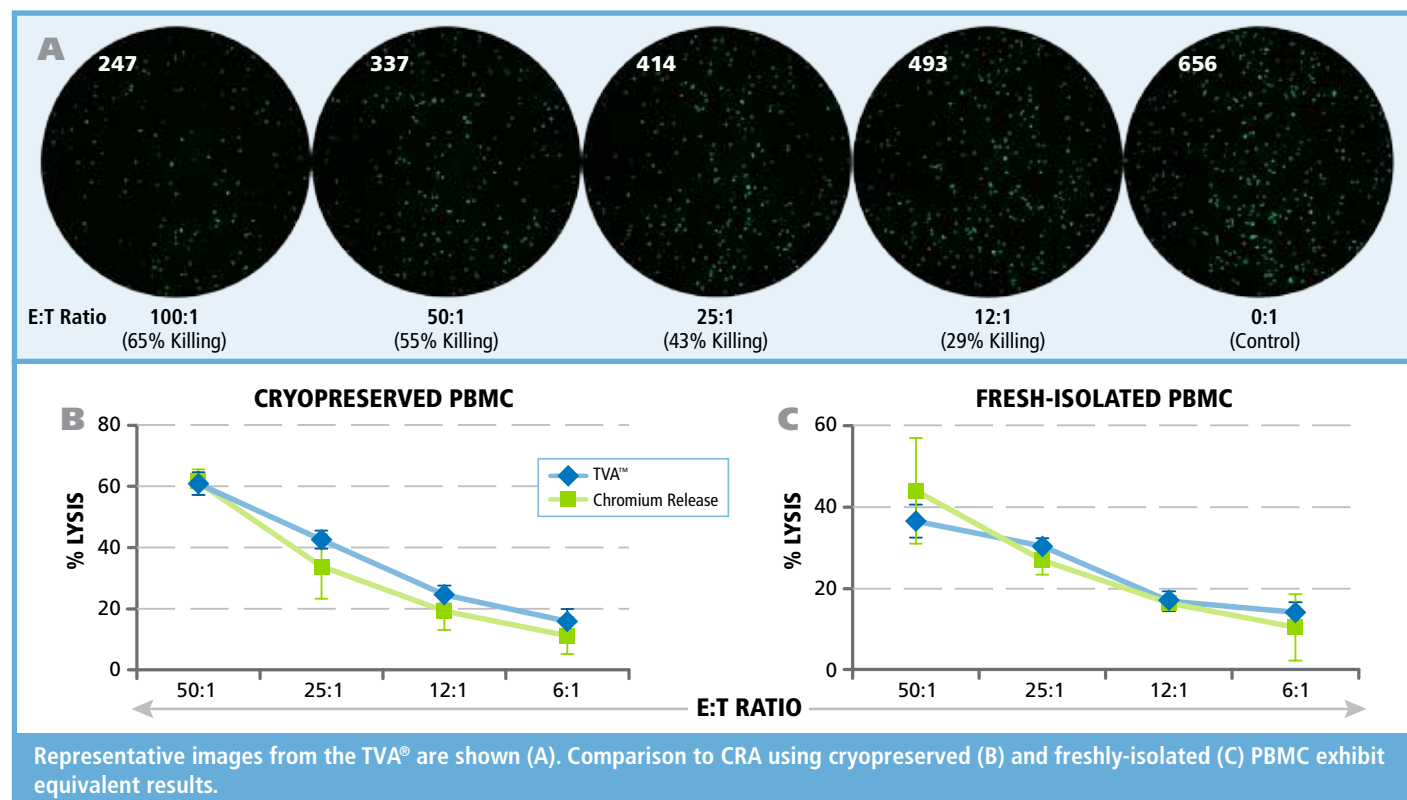 A
247
337
414
493
656
E:T Ratio
100:1
50:1
25:1
12:1
0:1
(65% Killing)
(55% Killing)
(43% Killing)
(29% Killing)
(Control)
B
CRYOPRESERVED PBMC
80
60
40
20
0
% LYSIS
TVA™
Chromium Release
50:1
25:1
12:1
6:1
C
FRESH-ISOLATED PBMC
60
40
20
0
% LYSIS
50:1
25:1
12:1
6:1
E:T RATIO
Representative images from the TVA® are shown (A). Comparison to CRA using cryopreserved (B) and freshly-isolated (C) PBMC exhibit
equivalent results.